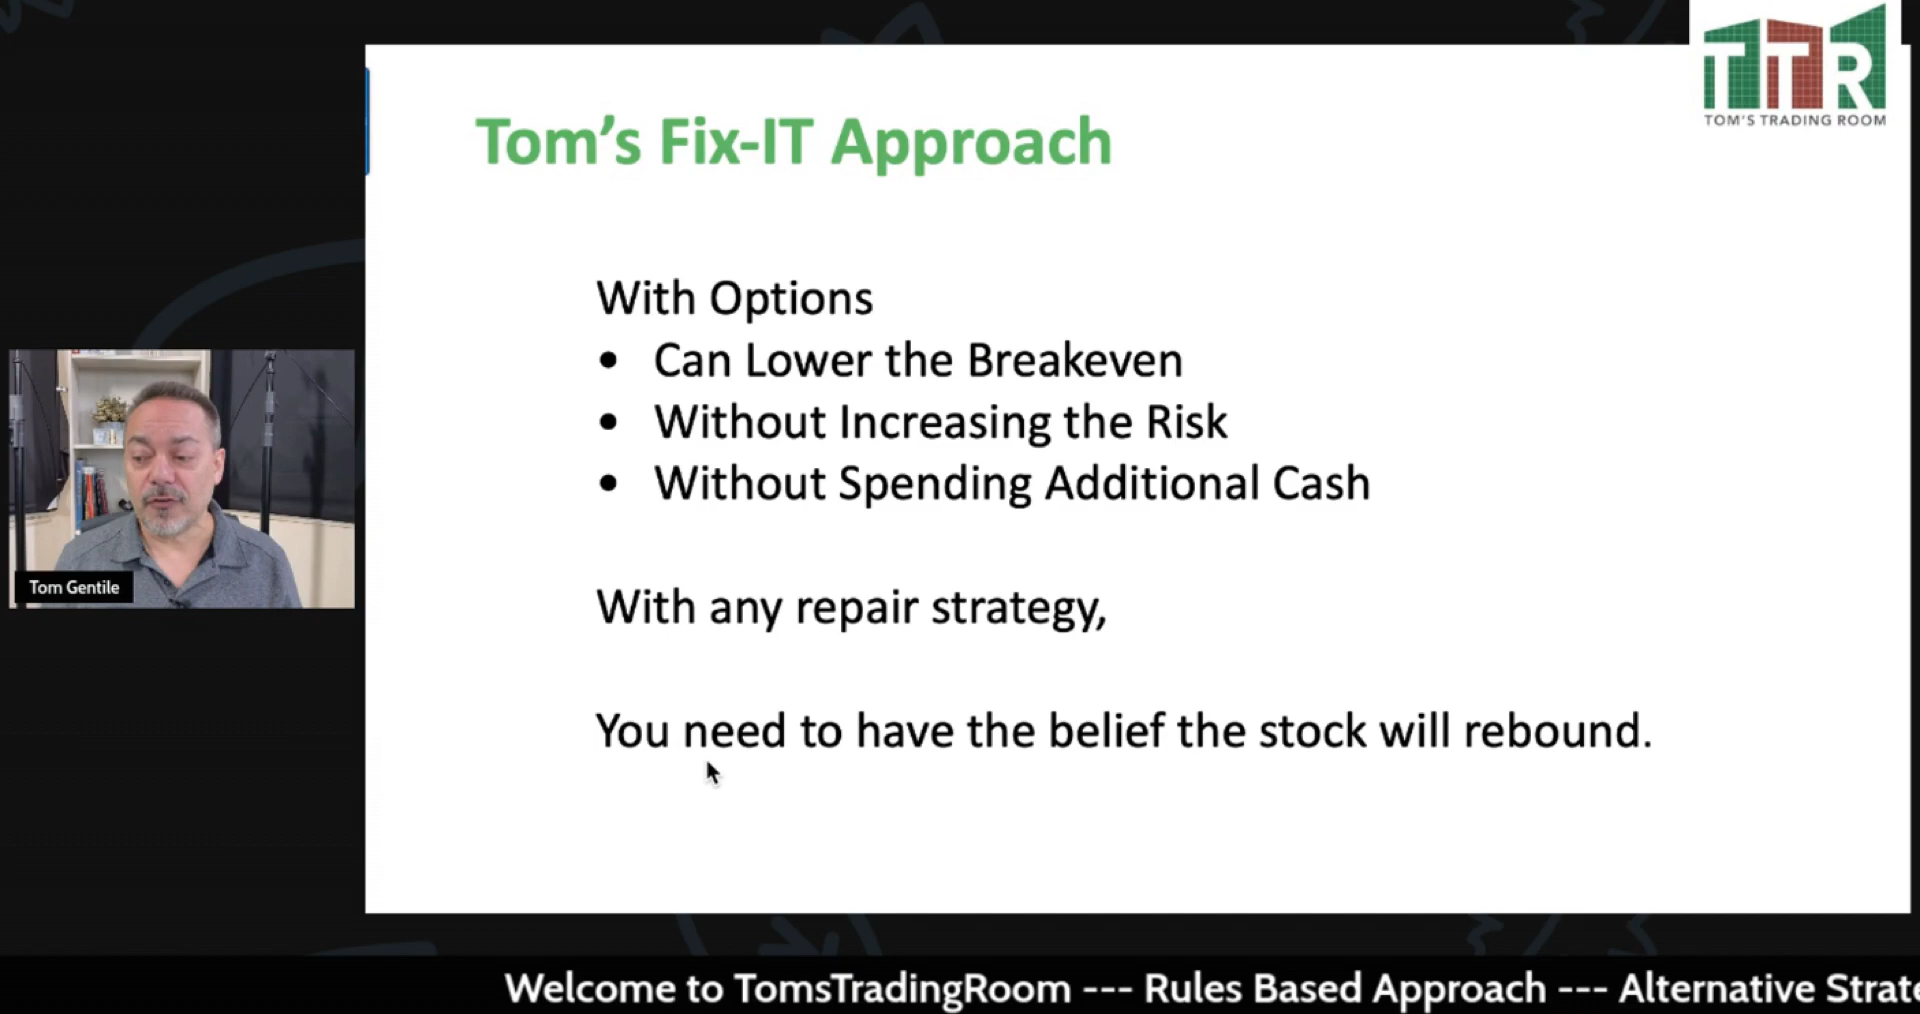 TTR
TOM'S TRADING ROOM
Tom's Fix-IT Approach
With Options
• Can Lower the Breakeven
• Without Increasing the Risk
• Without Spending Additional Cash
With any repair strategy,
You need to have the belief the stock will rebound.
Tom Gentile
Welcome to TomsTradingRoom --- Rules Based Approach --- Alternative Strate